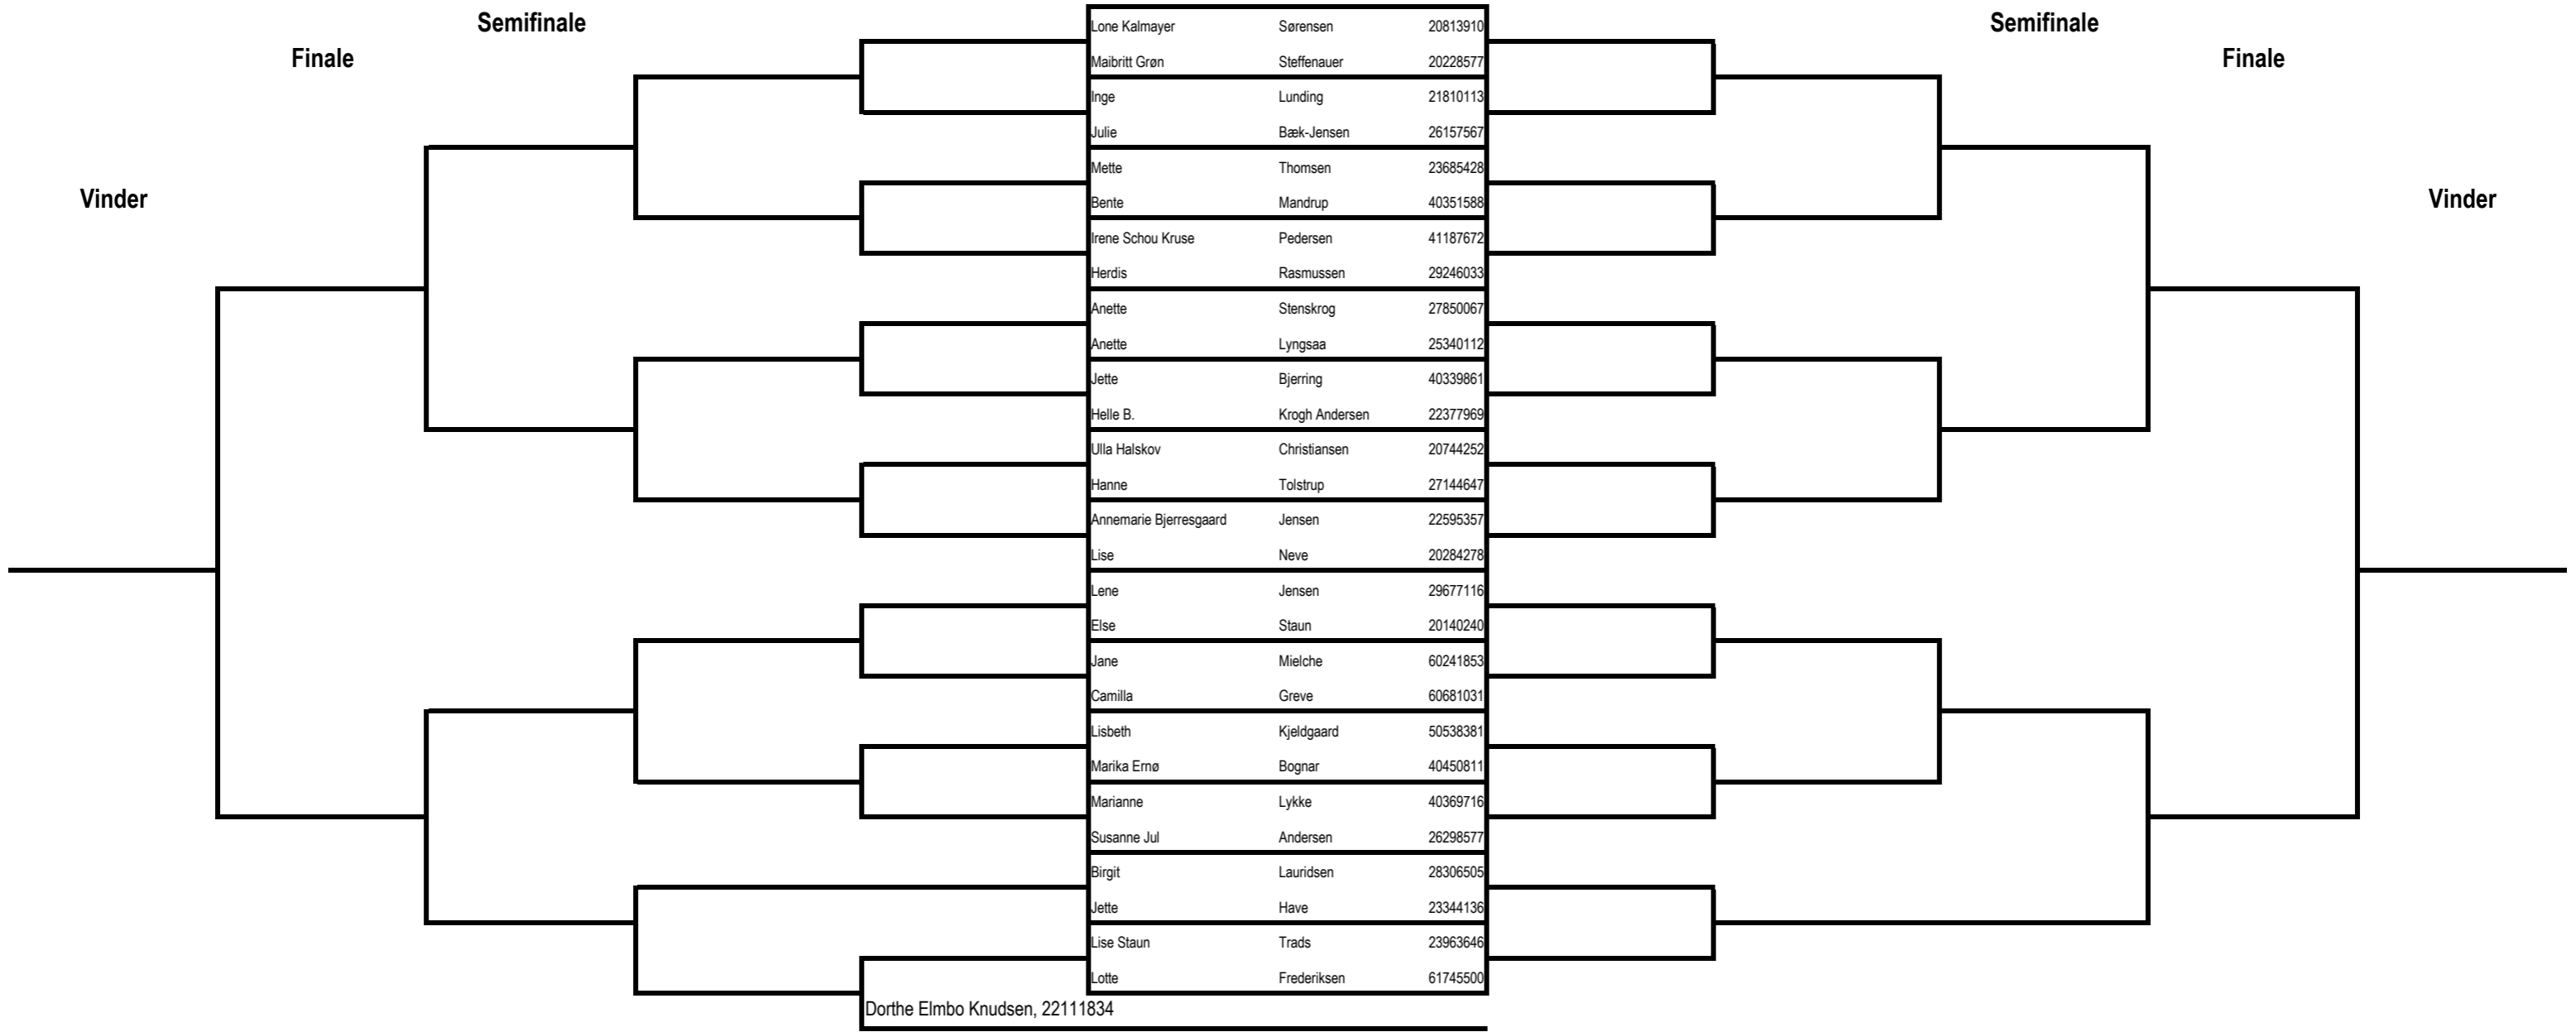 Semifinale Semifinale
Finale Finale
Vinder Vinder
Lone Kalmayer Sørensen 20813910
Maibritt Grøn Steffenauer 20228577
Inge Lunding 21810113
Julie Bæk-Jensen 26157567
Mette Thomsen 23685428
Bente Mandrup 40351588
Irene Schou Kruse Pedersen 41187672
Herdis Rasmussen 29246033
Anette Stenskrog 27850067
Anette Lyngsaa 25340112
Jette Bjerring 40339861
Helle B. Krogh Andersen 22377969
Ulla Halskov Christiansen 20744252
Hanne Tolstrup 27144647
Annemarie Bjerresgaard Jensen 22595357
Lise Neve 20284278
Lene Jensen 29677116
Else Staun 20140240
Jane Mielche 60241853
Camilla Greve 60681031
Lisbeth Kjeldgaard 50538381
Marika Ernø Bognar 40450811
Marianne Lykke 40369716
Susanne Jul Andersen 26298577
Birgit Lauridsen 28306505
Jette Have 23344136
Lise Staun Trads 23963646
Lotte Frederiksen 61745500
Dorthe Elmbo Knudsen, 22111834